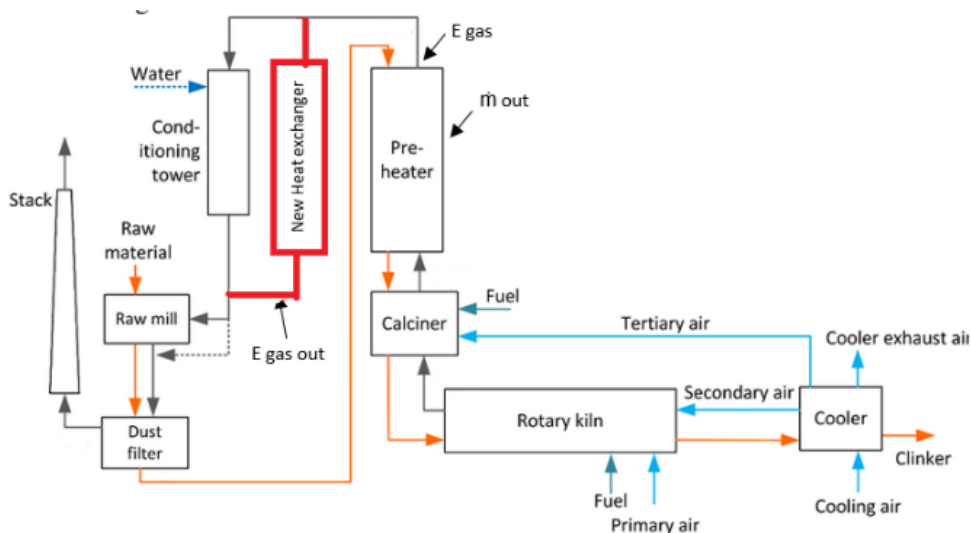 E gas
Water
Cond-
itioning
tower
New Heat exchanger
Pre-
heater
ṁ out
Stack
Raw
material
Raw mill
E gas out
Calciner
Fuel
Tertiary air
Cooler exhaust air
Secondary air
Rotary kiln
Cooler
Clinker
Dust
filter
Fuel
Primary air
Cooling air